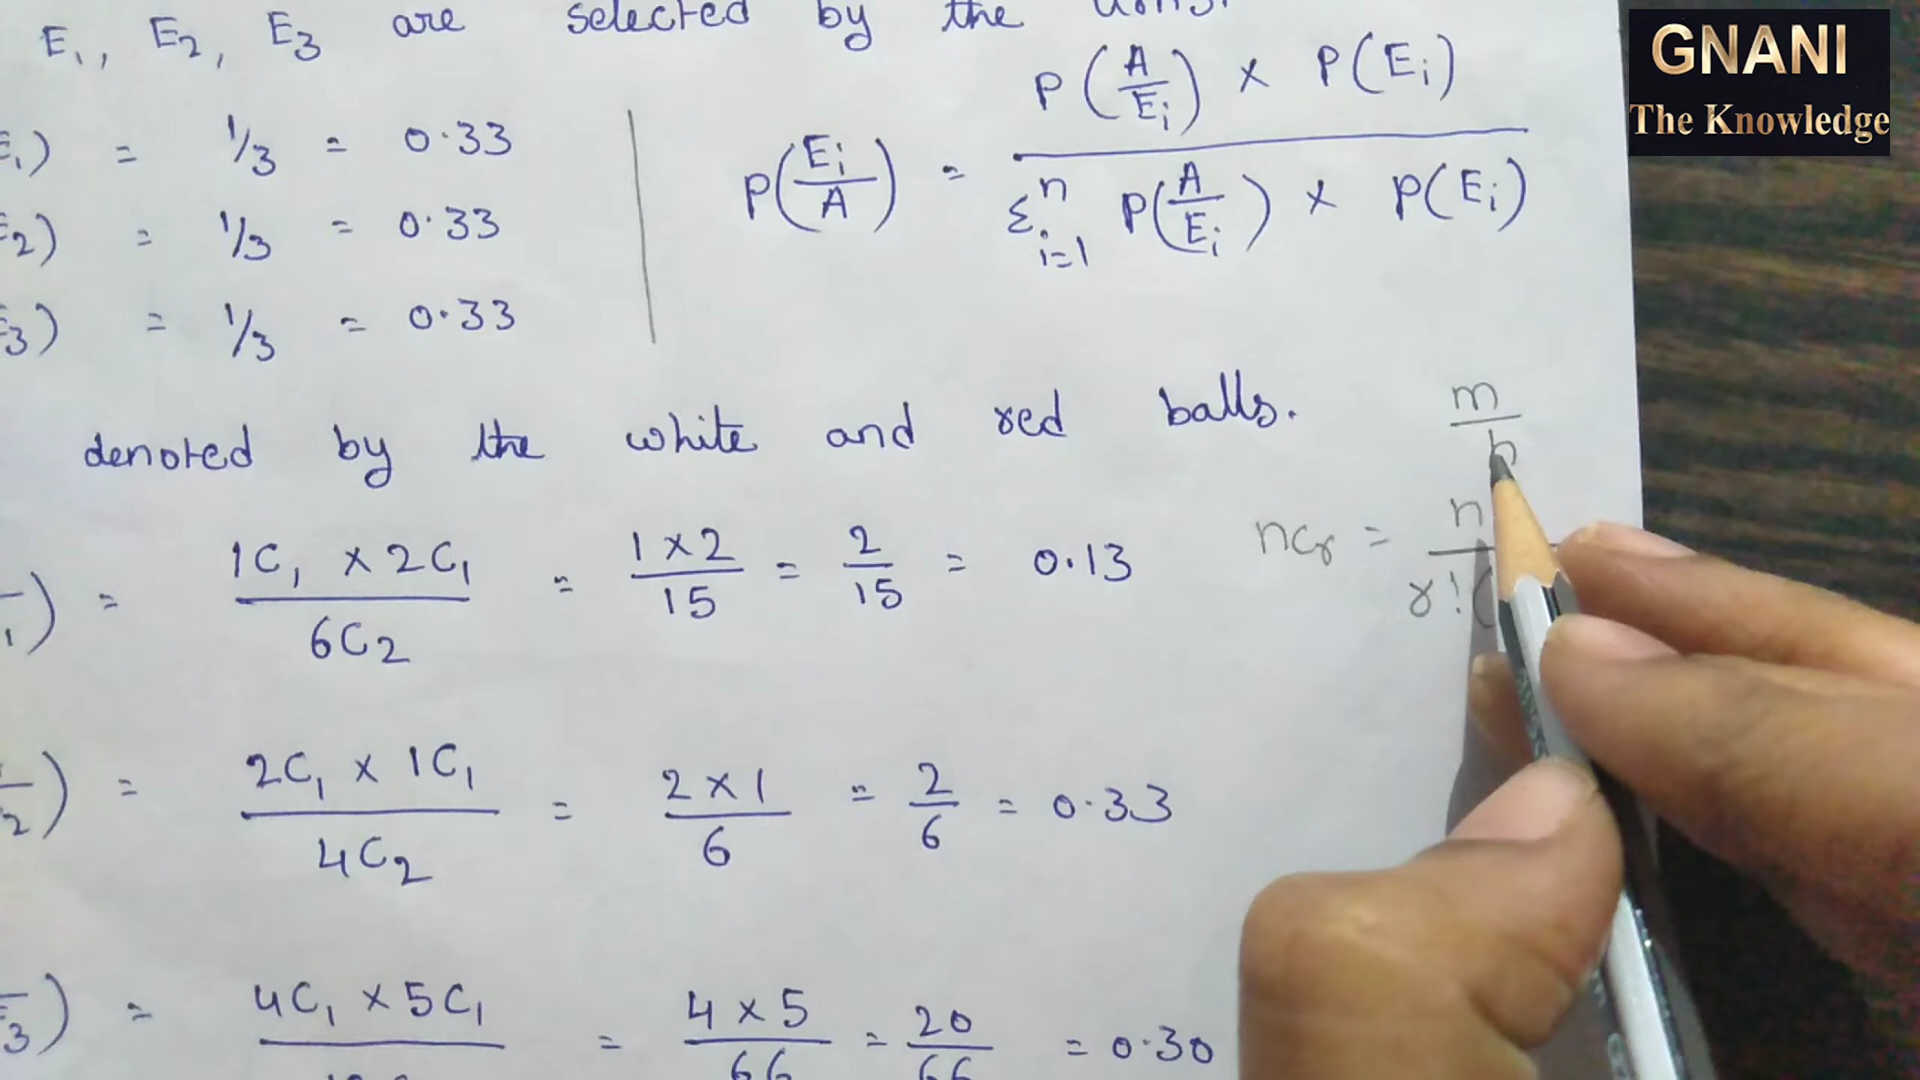 GNANI
The Knowledge
E₁, E₂, E₃ are selected by the
E₁) = 1/3 = 0.33
E₂) = 1/3 = 0.33
E₃) = 1/3 = 0.33
P(Ei/A) = P(A/Ei) × P(Ei) / Σⁿᵢ₌₁ P(A/Ei) × P(Ei)
denoted by the white and red balls.
m/n
ncr = n / r!(
1) = 1C₁ × 2C₁ / 6C₂ = 1×2 / 15 = 2/15 = 0.13
2) = 2C₁ × 1C₁ / 4C₂ = 2×1 / 6 = 2/6 = 0.33
3) = 4C₁ × 5C₁ = 4×5 / 66 = 20/66 = 0.30